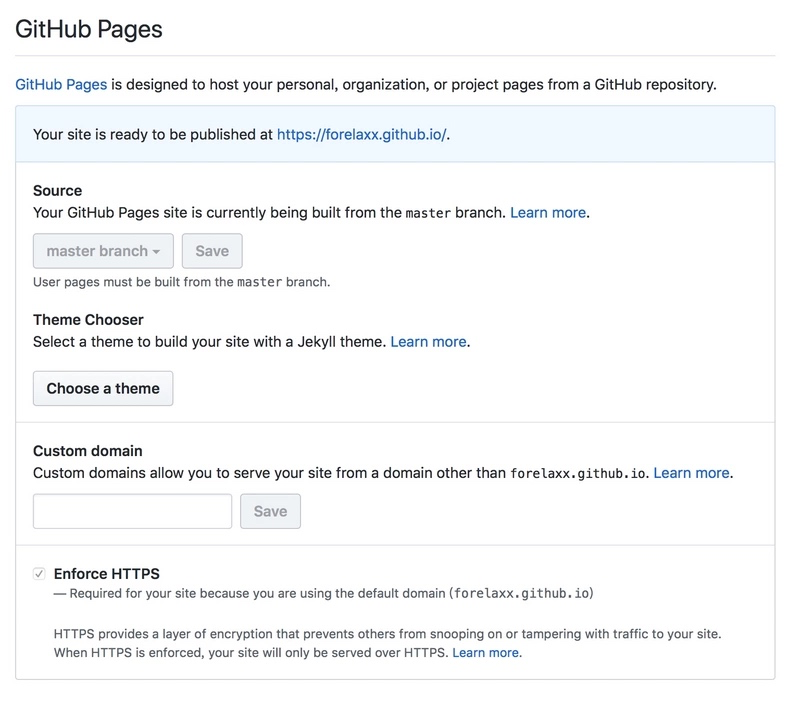 GitHub Pages
GitHub Pages is designed to host your personal, organization, or project pages from a GitHub repository.
Your site is ready to be published at https://forelaxx.github.io/.
Source
Your GitHub Pages site is currently being built from the master branch. Learn more.
master branch Save
User pages must be built from the master branch.
Theme Chooser
Select a theme to build your site with a Jekyll theme. Learn more.
Choose a theme
Custom domain
Custom domains allow you to serve your site from a domain other than forelaxx.github.io. Learn more.
Save
Enforce HTTPS
— Required for your site because you are using the default domain (forelaxx.github.io)
HTTPS provides a layer of encryption that prevents others from snooping on or tampering with traffic to your site.
When HTTPS is enforced, your site will only be served over HTTPS. Learn more.